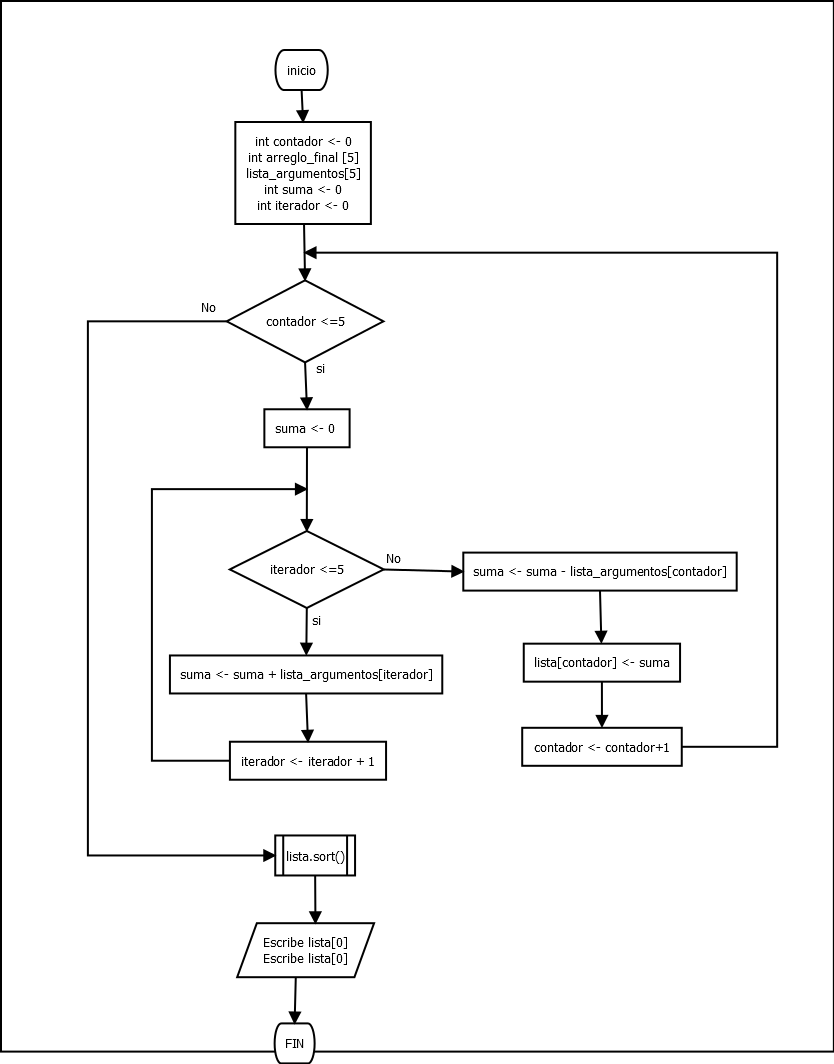 inicio
int contador <- 0
int arreglo_final [5]
lista_argumentos[5]
int suma <- 0
int iterador <- 0
contador <=5
No
si
suma <- 0
iterador <=5
No
si
suma <- suma - lista_argumentos[contador]
lista[contador] <- suma
contador <- contador+1
suma <- suma + lista_argumentos[iterador]
iterador <- iterador + 1
lista.sort()
Escribe lista[0]
Escribe lista[0]
FIN